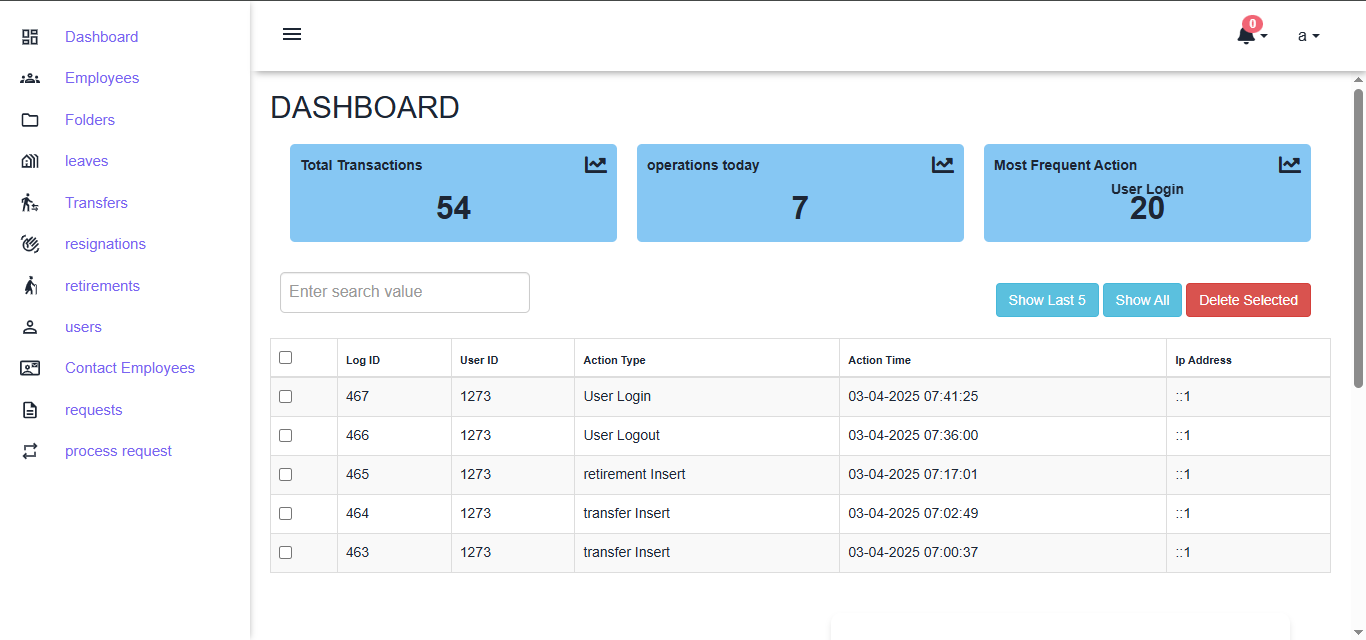 Dashboard
Employees
Folders
leaves
Transfers
resignations
retirements
users
Contact Employees
requests
process request
0
a
DASHBOARD
Total Transactions
54
operations today
7
Most Frequent Action
User Login
20
Enter search value
Show Last 5 Show All Delete Selected
Log ID User ID Action Type Action Time Ip Address
467 1273 User Login 03-04-2025 07:41:25 ::1
466 1273 User Logout 03-04-2025 07:36:00 ::1
465 1273 retirement Insert 03-04-2025 07:17:01 ::1
464 1273 transfer Insert 03-04-2025 07:02:49 ::1
463 1273 transfer Insert 03-04-2025 07:00:37 ::1